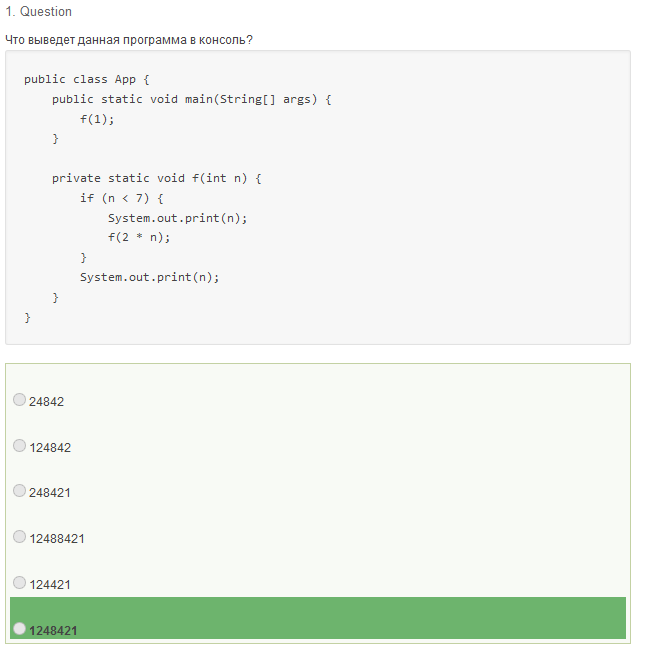 1. Question
Что выведет данная программа в консоль?
public class App {
    public static void main(String[] args) {
        f(1);
    }

    private static void f(int n) {
        if (n < 7) {
            System.out.print(n);
            f(2 * n);
        }
        System.out.print(n);
    }
}
24842
124842
248421
12488421
124421
1248421